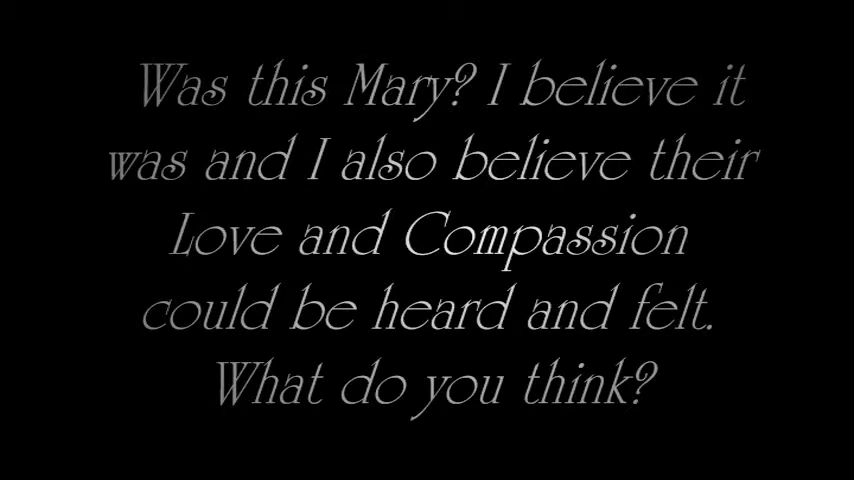 Was this Mary? I believe it
was and I also believe their
Love and Compassion
could be heard and felt.
What do you think?